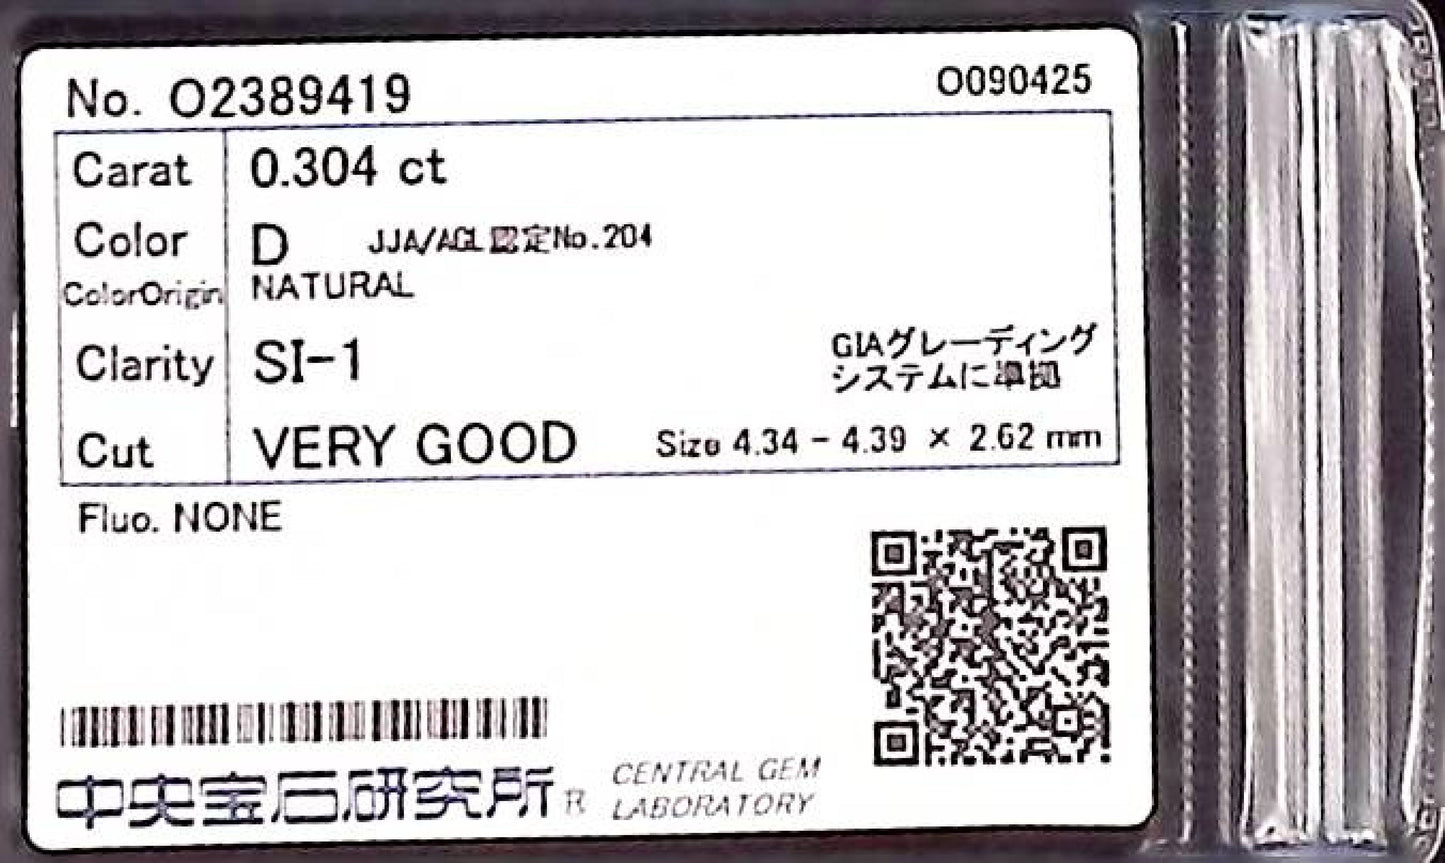 No. O2389419 O090425
Carat 0.304 ct
Color D JJA/AGL認定No.204
ColorOrigin NATURAL
Clarity SI-1 GIAグレーディング
システムに準拠
Cut VERY GOOD Size 4.34 - 4.39 × 2.62 mm
Fluo. NONE
中央宝石研究所 R CENTRAL GEM
LABORATORY